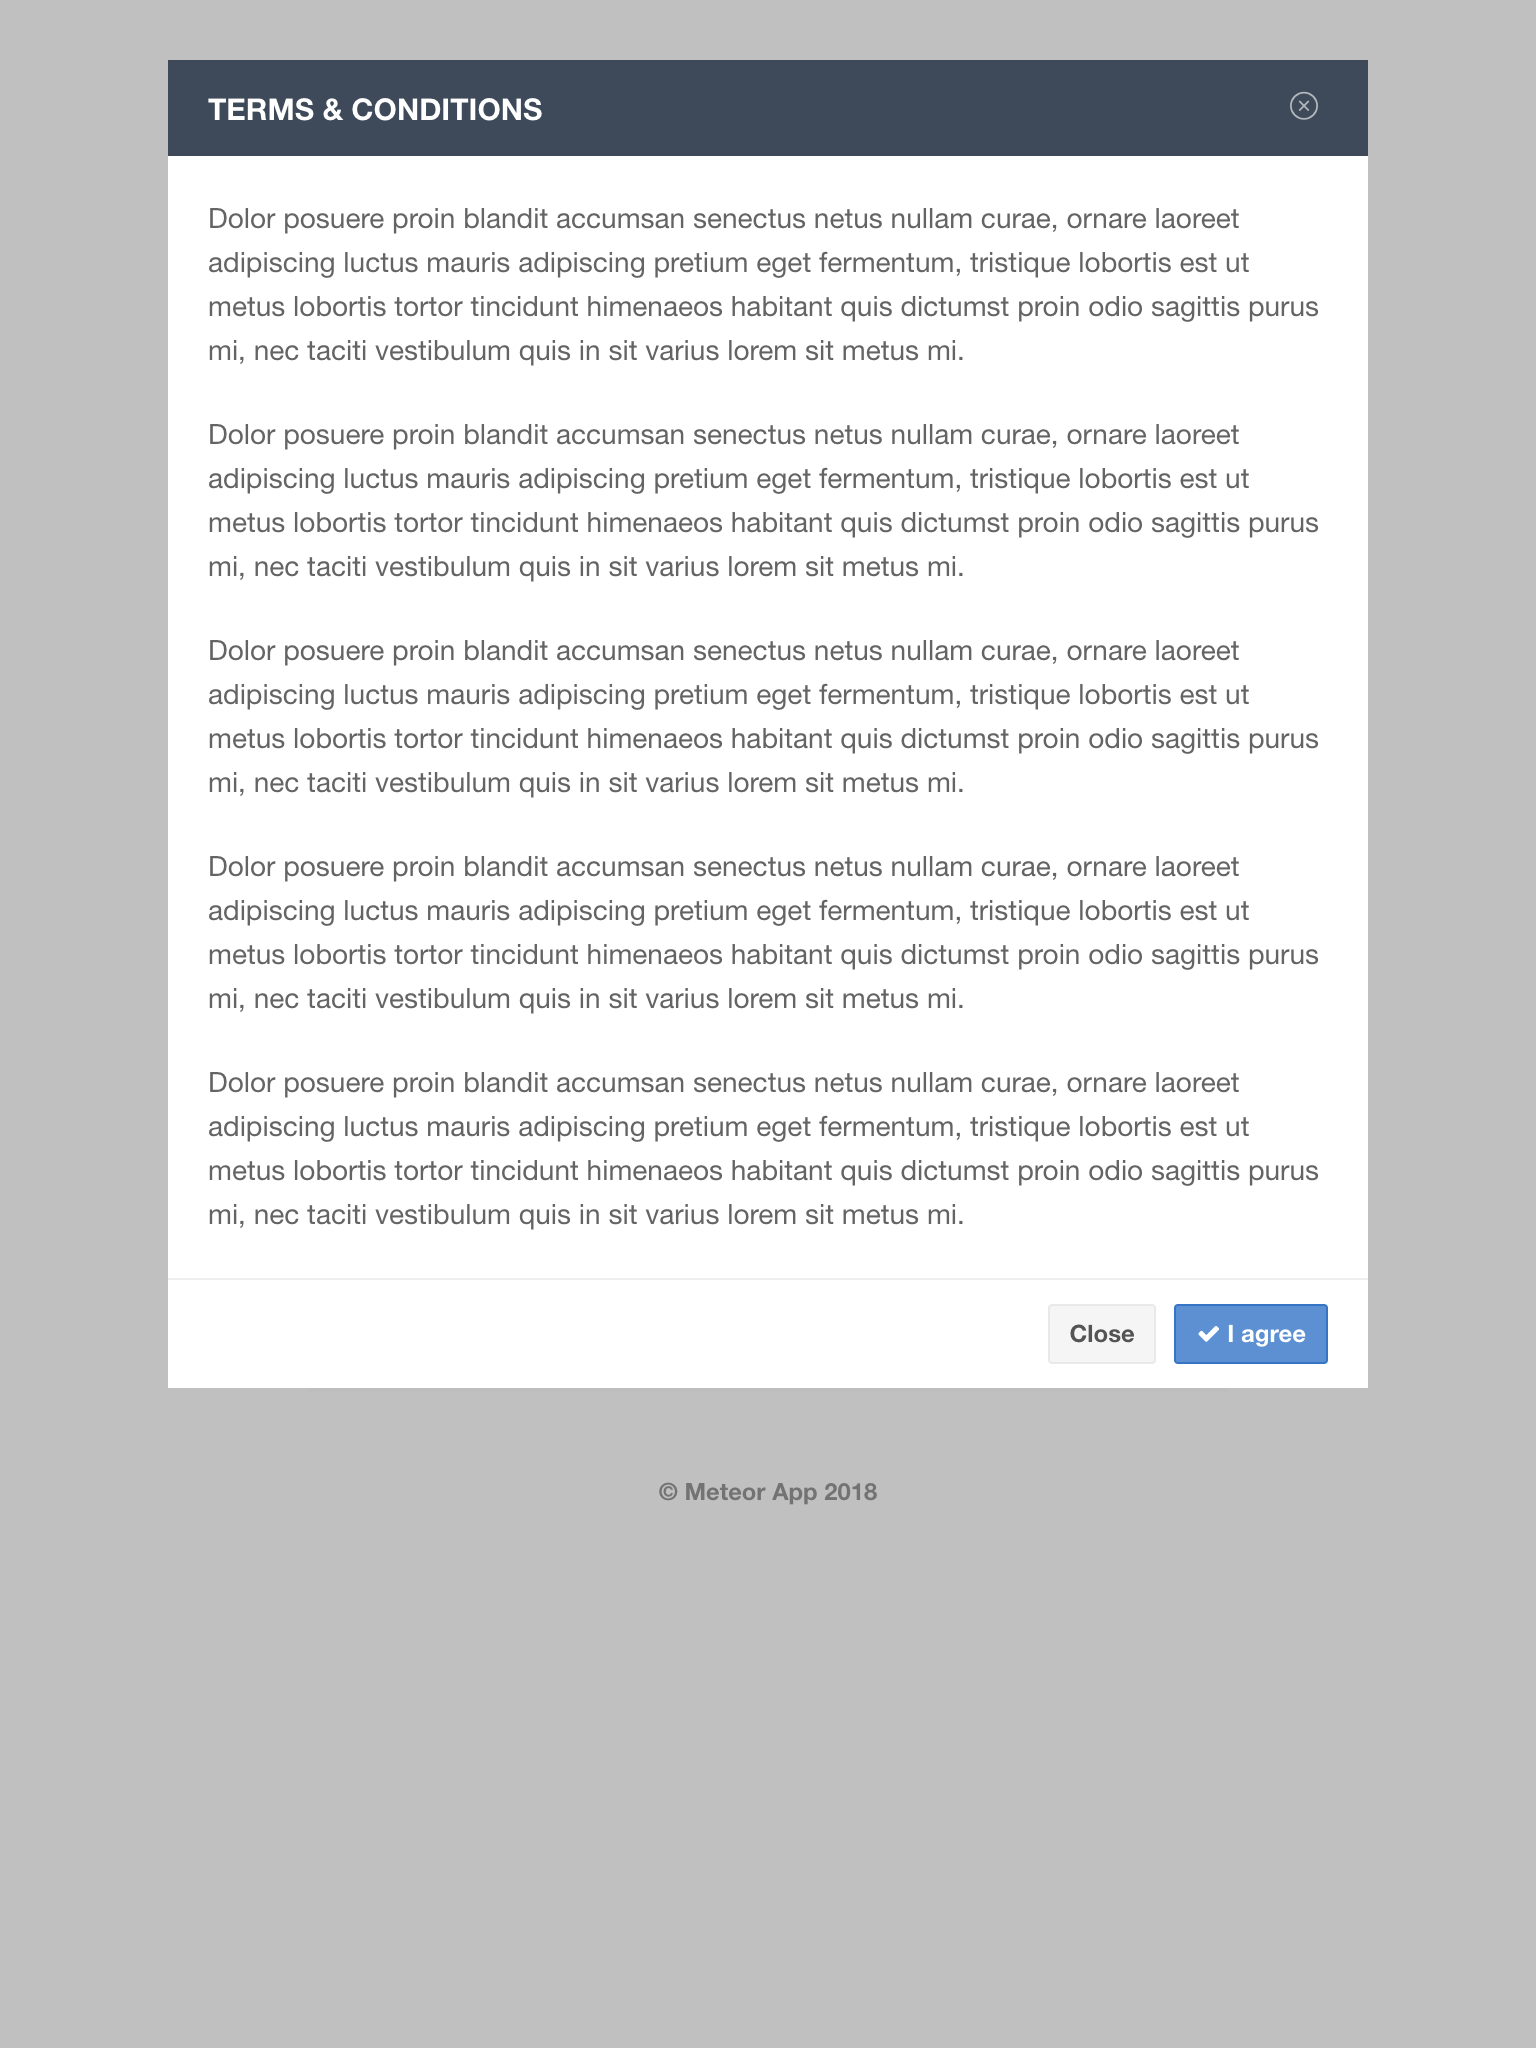 TERMS & CONDITIONS
Dolor posuere proin blandit accumsan senectus netus nullam curae, ornare laoreet
adipiscing luctus mauris adipiscing pretium eget fermentum, tristique lobortis est ut
metus lobortis tortor tincidunt himenaeos habitant quis dictumst proin odio sagittis purus
mi, nec taciti vestibulum quis in sit varius lorem sit metus mi.
Dolor posuere proin blandit accumsan senectus netus nullam curae, ornare laoreet
adipiscing luctus mauris adipiscing pretium eget fermentum, tristique lobortis est ut
metus lobortis tortor tincidunt himenaeos habitant quis dictumst proin odio sagittis purus
mi, nec taciti vestibulum quis in sit varius lorem sit metus mi.
Dolor posuere proin blandit accumsan senectus netus nullam curae, ornare laoreet
adipiscing luctus mauris adipiscing pretium eget fermentum, tristique lobortis est ut
metus lobortis tortor tincidunt himenaeos habitant quis dictumst proin odio sagittis purus
mi, nec taciti vestibulum quis in sit varius lorem sit metus mi.
Dolor posuere proin blandit accumsan senectus netus nullam curae, ornare laoreet
adipiscing luctus mauris adipiscing pretium eget fermentum, tristique lobortis est ut
metus lobortis tortor tincidunt himenaeos habitant quis dictumst proin odio sagittis purus
mi, nec taciti vestibulum quis in sit varius lorem sit metus mi.
Dolor posuere proin blandit accumsan senectus netus nullam curae, ornare laoreet
adipiscing luctus mauris adipiscing pretium eget fermentum, tristique lobortis est ut
metus lobortis tortor tincidunt himenaeos habitant quis dictumst proin odio sagittis purus
mi, nec taciti vestibulum quis in sit varius lorem sit metus mi.
Close
I agree
© Meteor App 2018